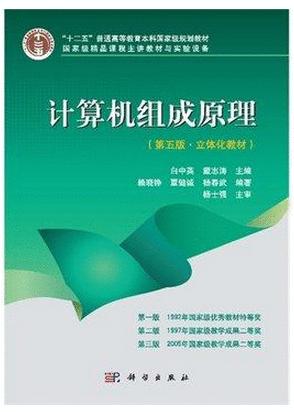 "十二五"普通高等教育本科国家级规划教材
国家级精品课程主讲教材与实验设备
计算机组成原理
(第五版·立体化教材)
白中英 戴志涛 主编
赖晓铮 覃健诚 杨春武 编著
杨士强 主审
第一版 1992年国家级优秀教材特等奖
第二版 1997年国家级教学成果二等奖
第三版 2005年国家级教学成果二等奖
科学出版社